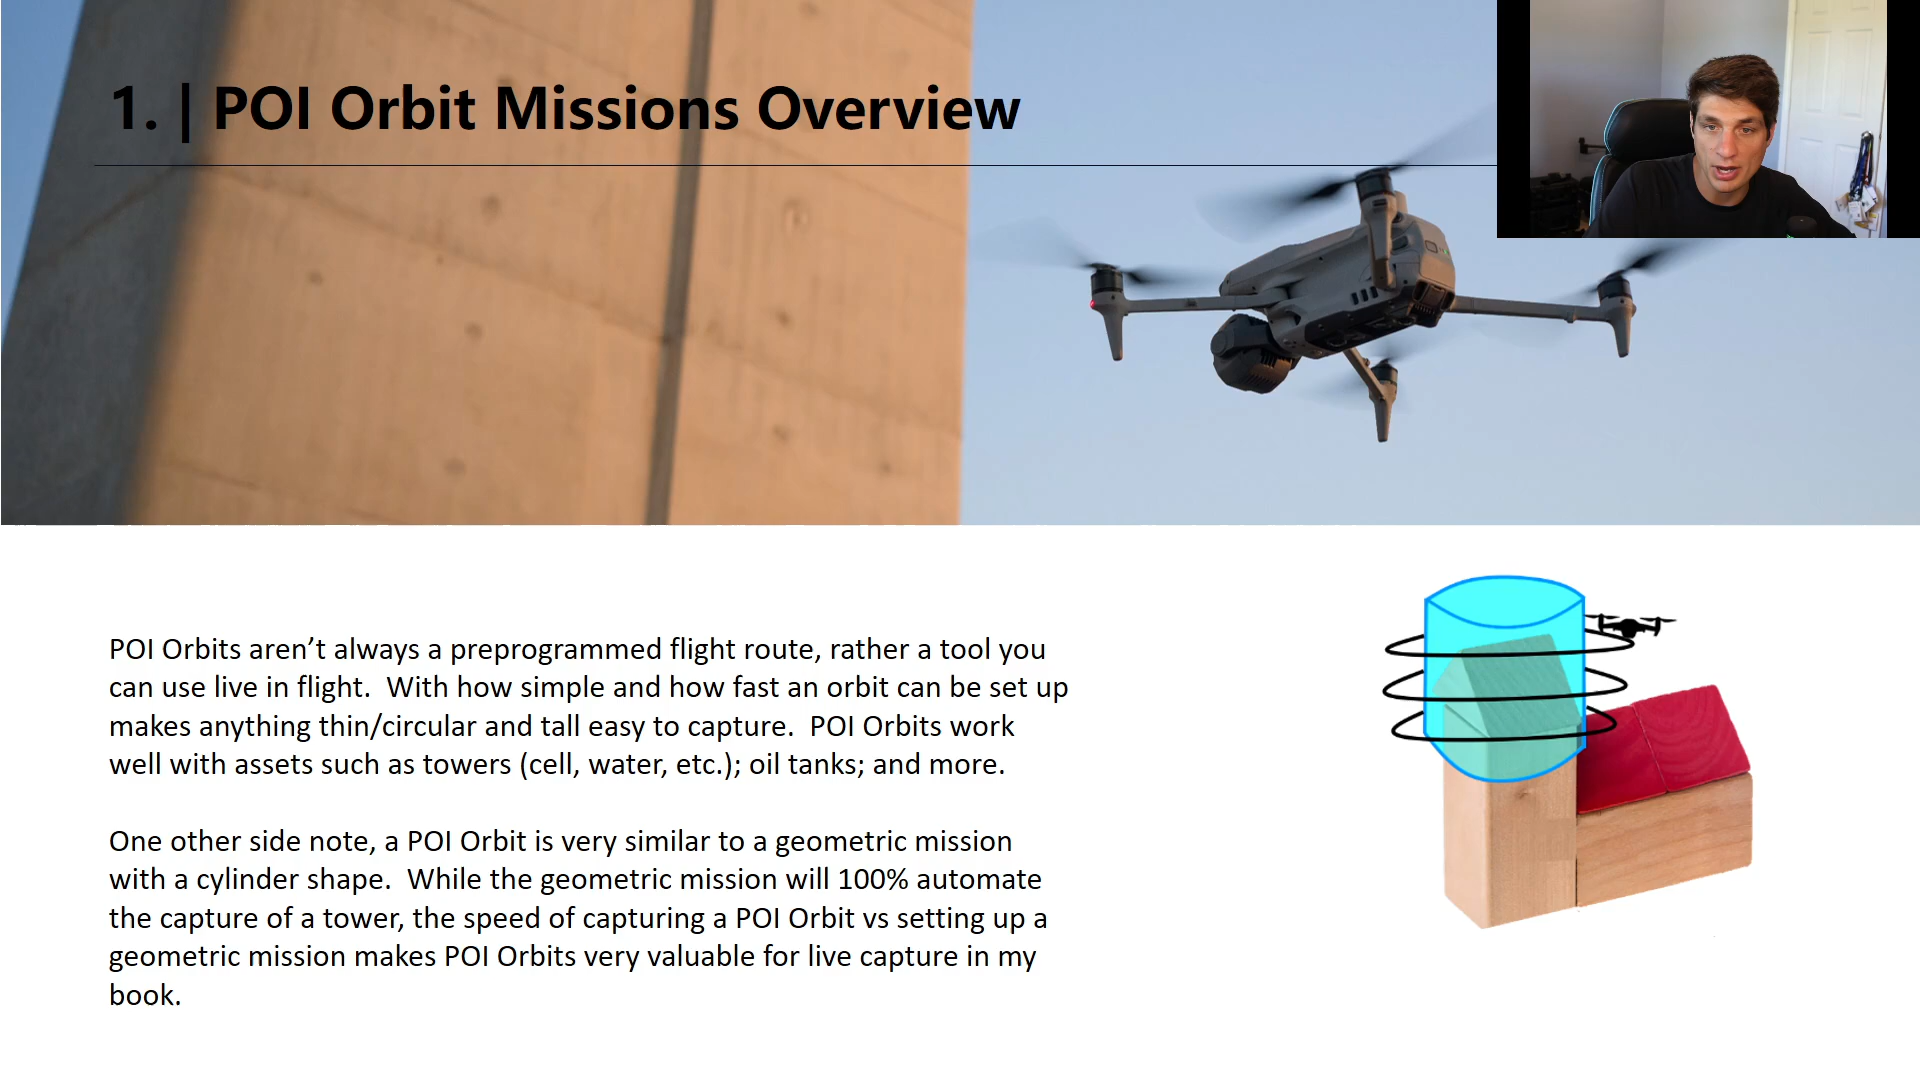 1. | POI Orbit Missions Overview
POI Orbits aren’t always a preprogrammed flight route, rather a tool you
can use live in flight.  With how simple and how fast an orbit can be set up
makes anything thin/circular and tall easy to capture.  POI Orbits work
well with assets such as towers (cell, water, etc.); oil tanks; and more.
One other side note, a POI Orbit is very similar to a geometric mission
with a cylinder shape.  While the geometric mission will 100% automate
the capture of a tower, the speed of capturing a POI Orbit vs setting up a
geometric mission makes POI Orbits very valuable for live capture in my
book.